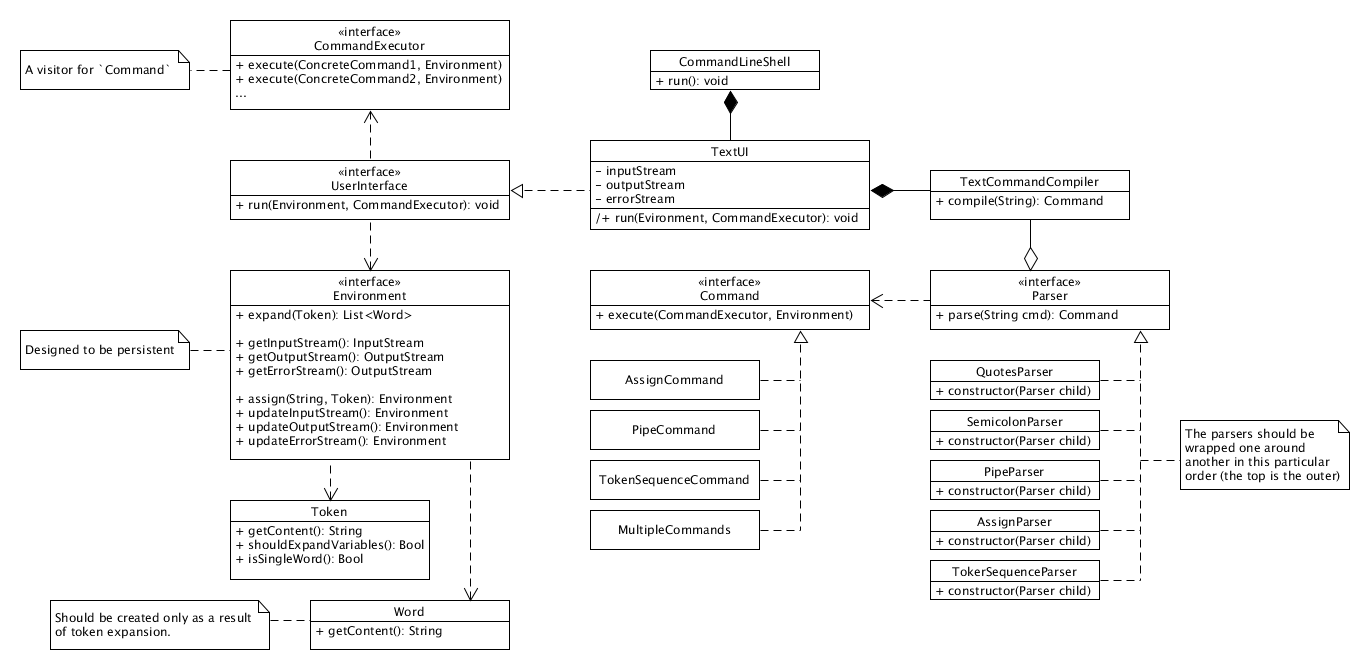 «interface»
CommandExecutor
+ execute(ConcreteCommand1, Environment)
+ execute(ConcreteCommand2, Environment)
...
A visitor for `Command`
CommandLineShell
+ run(): void
«interface»
UserInterface
+ run(Environment, CommandExecutor): void
TextUI
– inputStream
– outputStream
– errorStream
/+ run(Evironment, CommandExecutor): void
TextCommandCompiler
+ compile(String): Command
«interface»
Environment
+ expand(Token): List<Word>
+ getInputStream(): InputStream
+ getOutputStream(): OutputStream
+ getErrorStream(): OutputStream
+ assign(String, Token): Environment
+ updateInputStream(): Environment
+ updateOutputStream(): Environment
+ updateErrorStream(): Environment
Designed to be persistent
«interface»
Command
+ execute(CommandExecutor, Environment)
«interface»
Parser
+ parse(String cmd): Command
AssignCommand
PipeCommand
TokenSequenceCommand
MultipleCommands
QuotesParser
+ constructor(Parser child)
SemicolonParser
+ constructor(Parser child)
PipeParser
+ constructor(Parser child)
AssignParser
+ constructor(Parser child)
TokerSequenceParser
+ constructor(Parser child)
The parsers should be
wrapped one around
another in this particular
order (the top is the outer)
Token
+ getContent(): String
+ shouldExpandVariables(): Bool
+ isSingleWord(): Bool
Should be created only as a result
of token expansion.
Word
+ getContent(): String